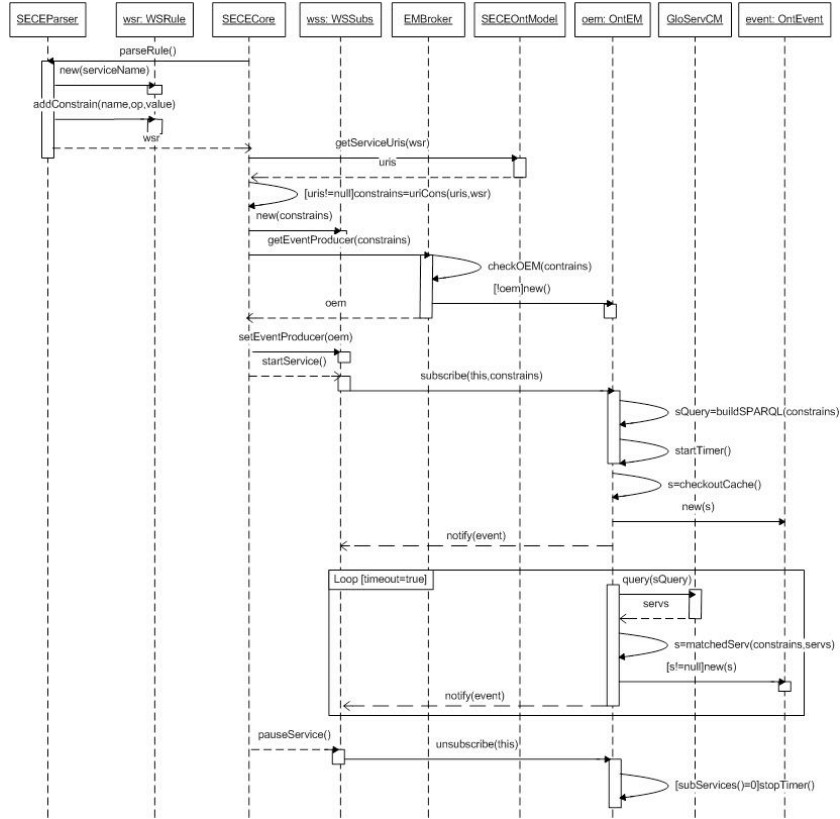 SECEParser wsr: WSRule SECECore wss: WSSubs EMBroker SECEOntModel oem: OntEM GloServCM event: OntEvent
parseRule()
new(serviceName)
addConstrain(name,op,value)
wsr
getServiceUris(wsr)
uris
[uris!=null]constrains=uriCons(uris,wsr)
new(constrains)
getEventProducer(constrains)
checkOEM(contrains)
[!oem]new()
oem
setEventProducer(oem)
startService()
subscribe(this,constrains)
sQuery=buildSPARQL(constrains)
startTimer()
s=checkoutCache()
new(s)
notify(event)
Loop [timeout=true]
query(sQuery)
servs
s=matchedServ(constrains,servs)
[s!=null]new(s)
notify(event)
pauseService()
unsubscribe(this)
[subServices()=0]stopTimer()